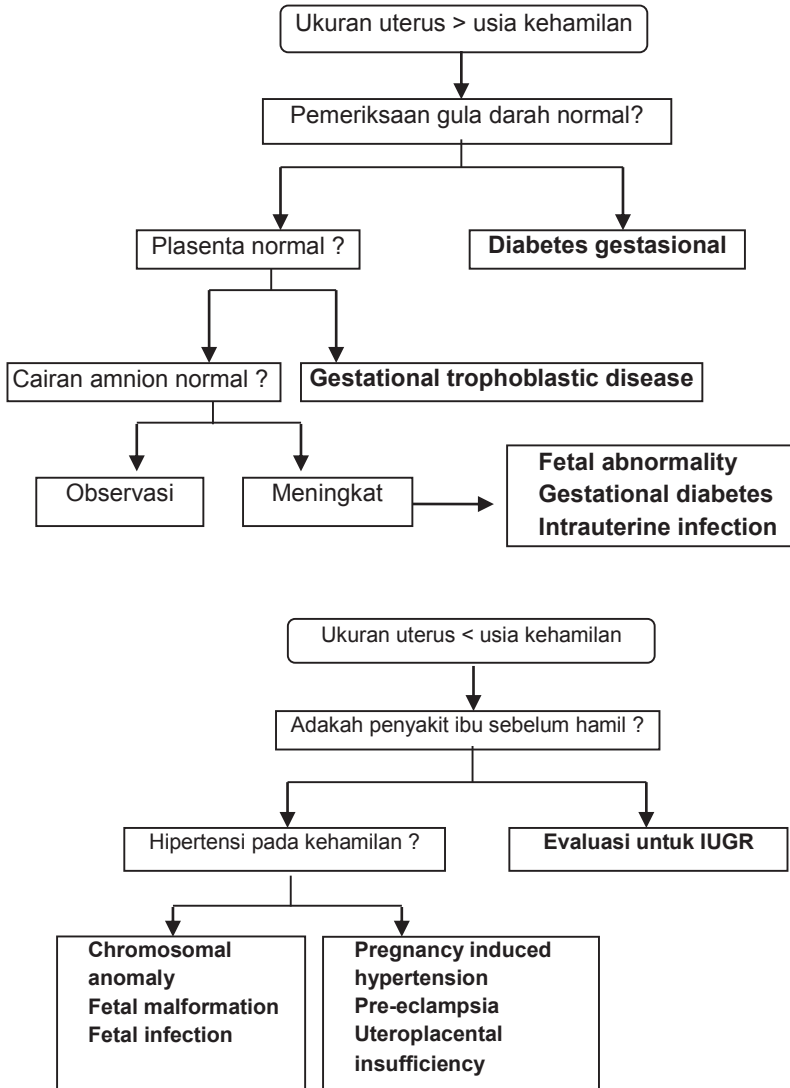 Ukuran uterus > usia kehamilan
Pemeriksaan gula darah normal?
Plasenta normal ?
Diabetes gestasional
Cairan amnion normal ?
Gestational trophoblastic disease
Observasi
Meningkat
Fetal abnormality
Gestational diabetes
Intrauterine infection
Ukuran uterus < usia kehamilan
Adakah penyakit ibu sebelum hamil ?
Hipertensi pada kehamilan ?
Evaluasi untuk IUGR
Chromosomal
anomaly
Fetal malformation
Fetal infection
Pregnancy induced
hypertension
Pre-eclampsia
Uteroplacental
insufficiency